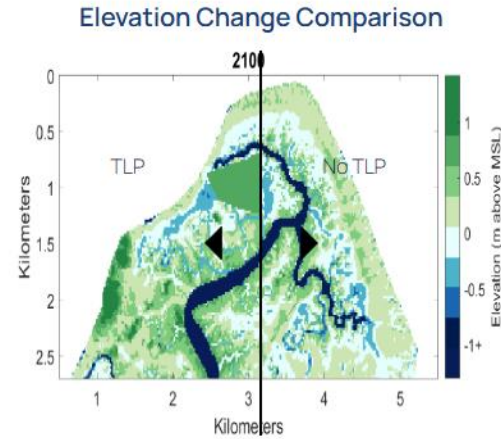 Elevation Change Comparison
2100
TLP
No TLP
0
0.5
1
1.5
2
2.5
Kilometers
1
2
3
4
5
Kilometers
1
0.5
0
-0.5
-1+
Elevation (m above MSL)